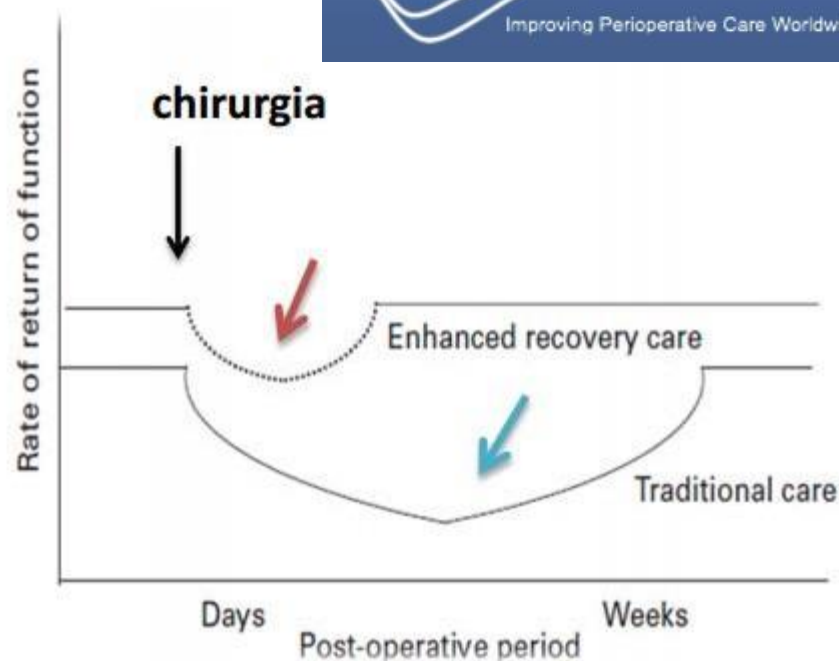 Improving Perioperative Care
chirurgia
Rate of return of function
Enhanced recovery care
Traditional care
Days Weeks
Post-operative period